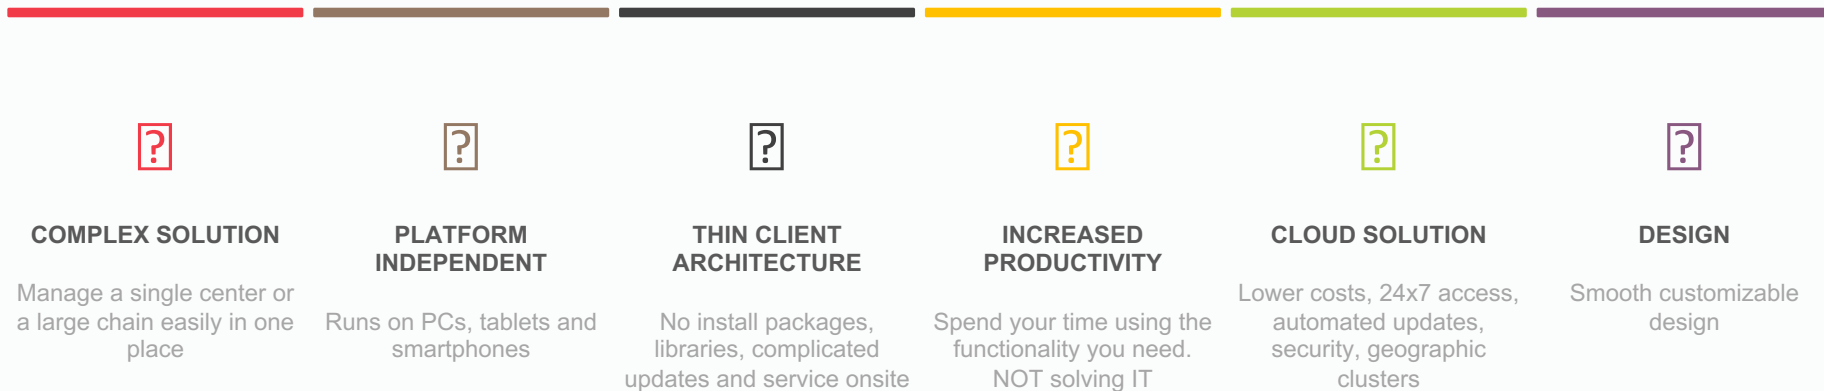 COMPLEX SOLUTION
Manage a single center or
a large chain easily in one
place
PLATFORM
INDEPENDENT
Runs on PCs, tablets and
smartphones
THIN CLIENT
ARCHITECTURE
No install packages,
libraries, complicated
updates and service onsite
INCREASED
PRODUCTIVITY
Spend your time using the
functionality you need.
NOT solving IT
CLOUD SOLUTION
Lower costs, 24x7 access,
automated updates,
security, geographic
clusters
DESIGN
Smooth customizable
design